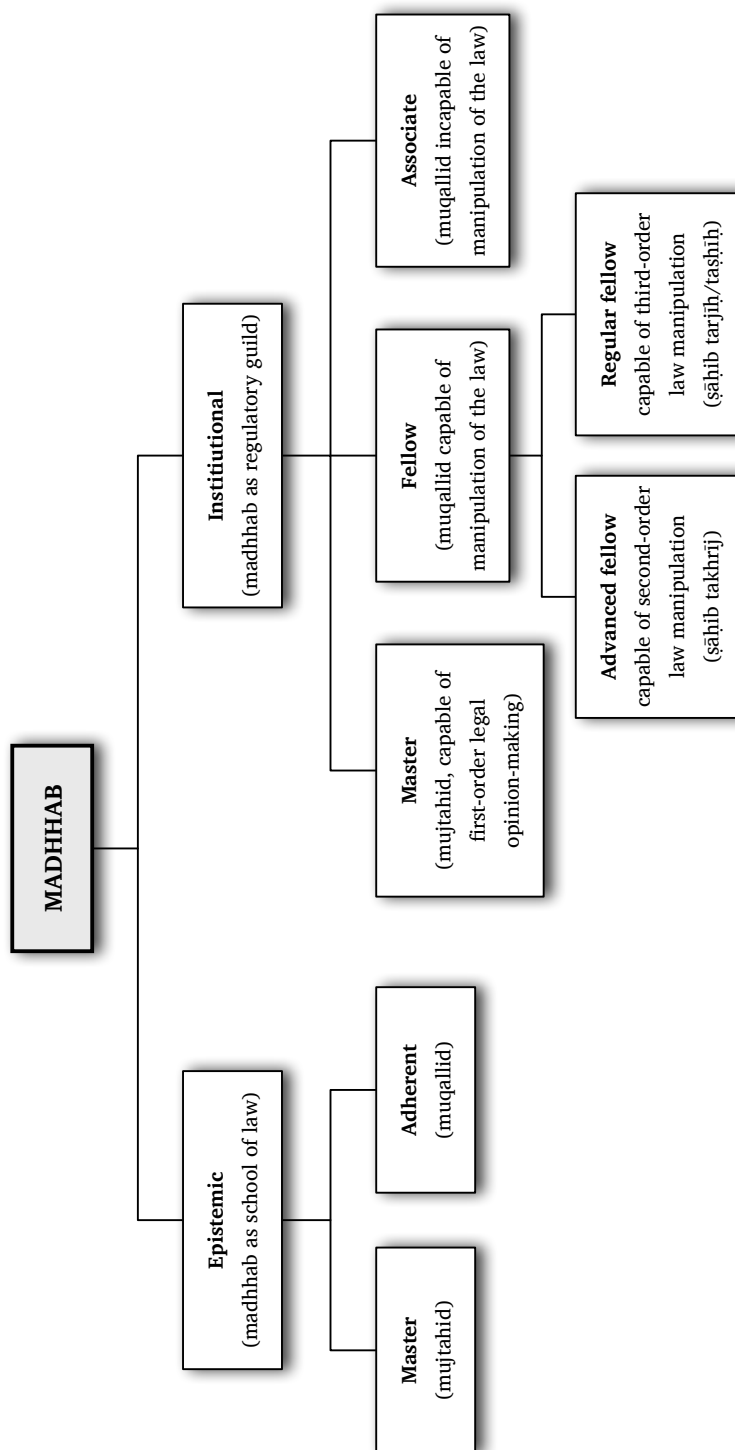 MADHHAB
Epistemic
(madhhab as school of law)
Institiutional
(madhhab as regulatory guild)
Master
(mujtahid)
Adherent
(muqallid)
Master
(mujtahid, capable of
first-order legal
opinion-making)
Fellow
(muqallid capable of
manipulation of the law)
Associate
(muqallid incapable of
manipulation of the law)
Advanced fellow
capable of second-order
law manipulation
(ṣāḥib takhrīj)
Regular fellow
capable of third-order
law manipulation
(ṣāḥib tarjīḥ/taṣḥīḥ)